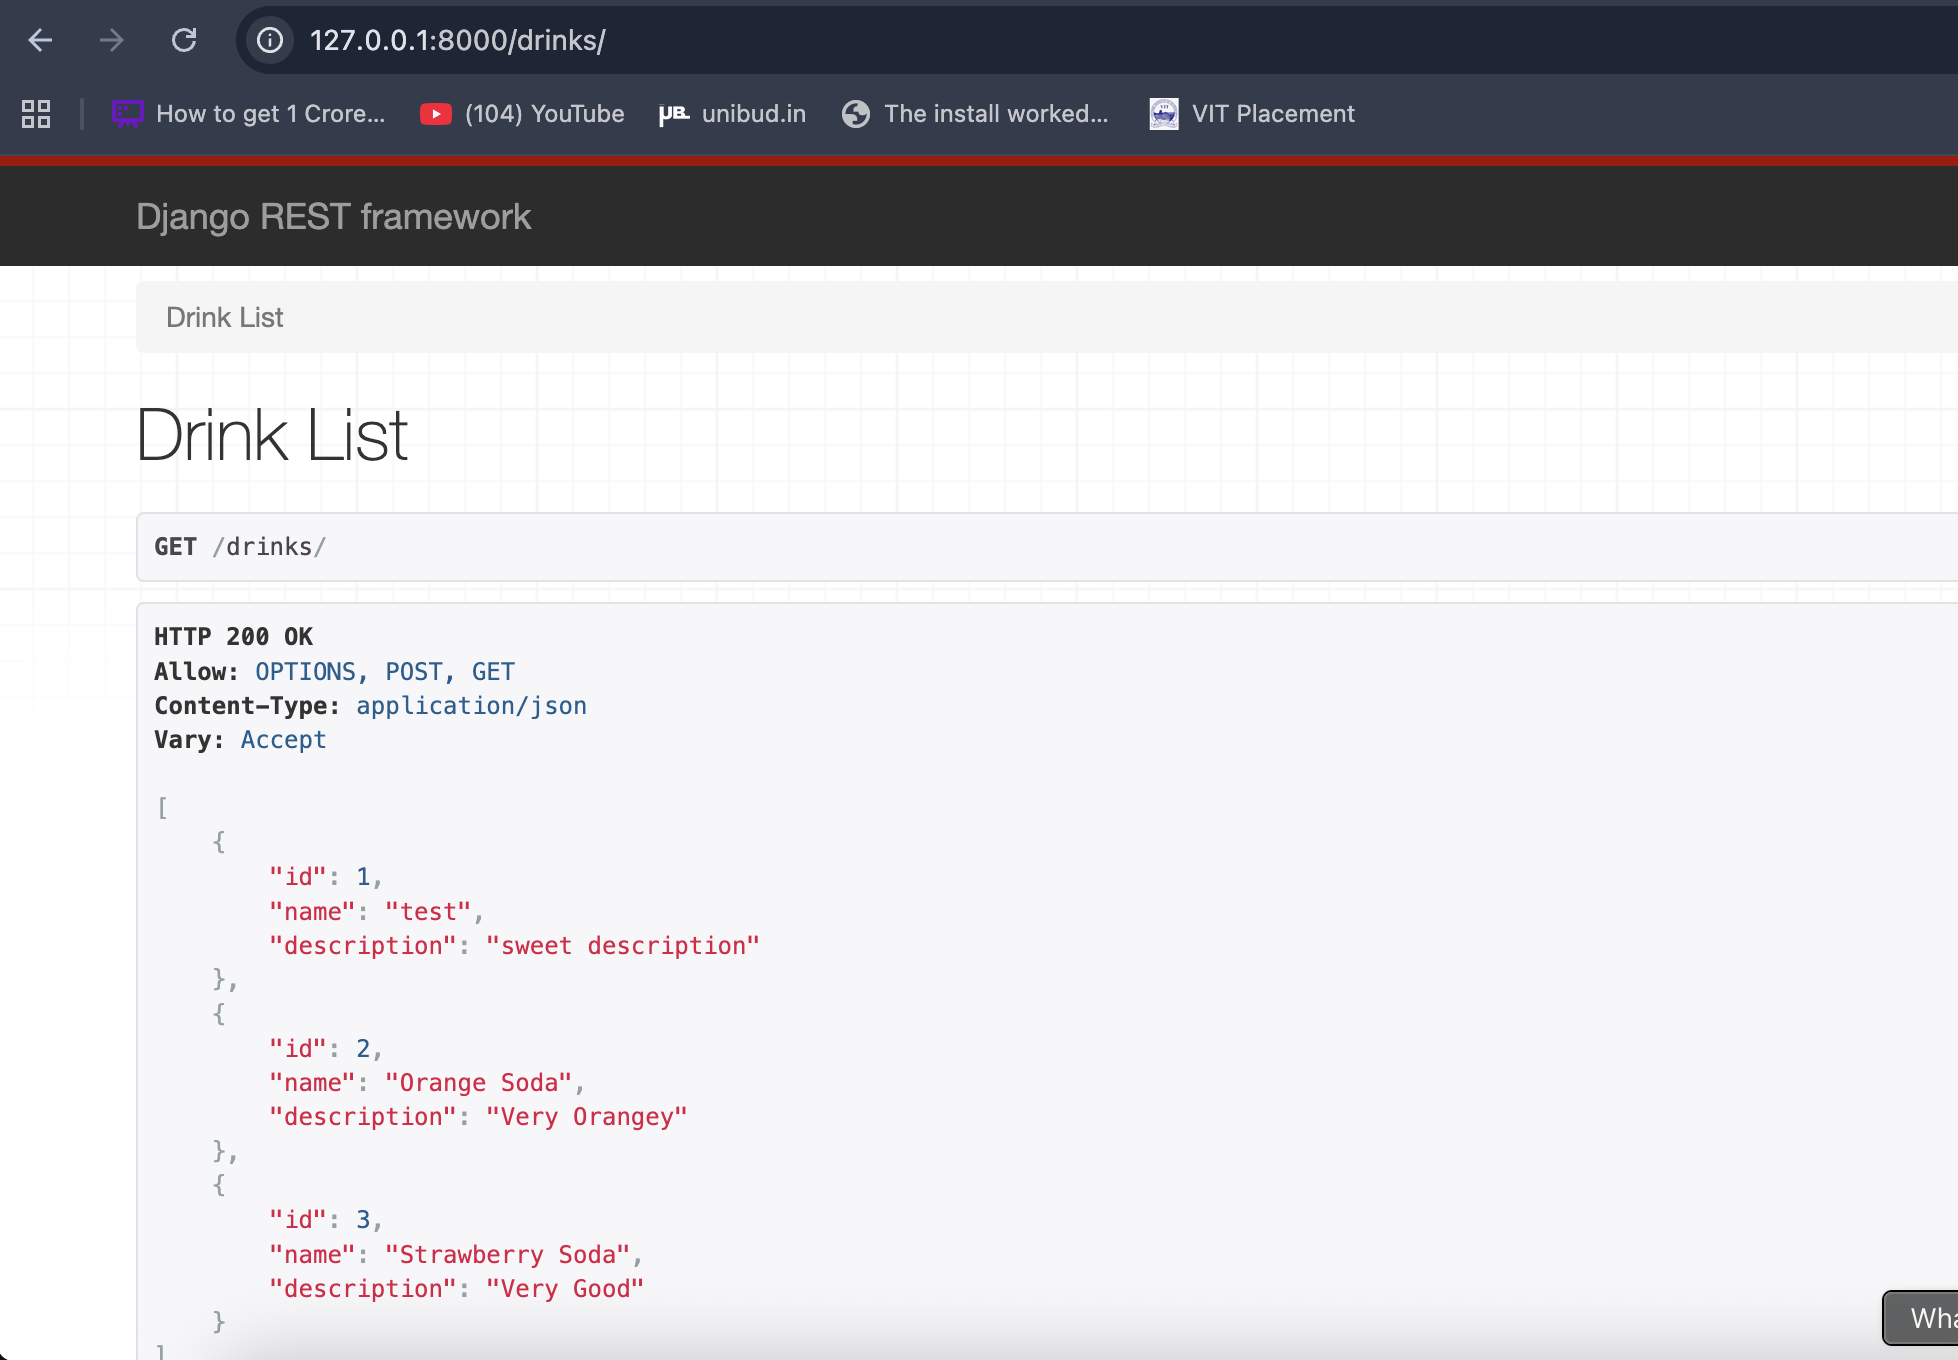 127.0.0.1:8000/drinks/
How to get 1 Crore... (104) YouTube µB. unibud.in The install worked... VIT Placement
Django REST framework
Drink List
Drink List
GET /drinks/
HTTP 200 OK
Allow: OPTIONS, POST, GET
Content-Type: application/json
Vary: Accept
[
{
"id": 1,
"name": "test",
"description": "sweet description"
},
{
"id": 2,
"name": "Orange Soda",
"description": "Very Orangey"
},
{
"id": 3,
"name": "Strawberry Soda",
"description": "Very Good"
}
]